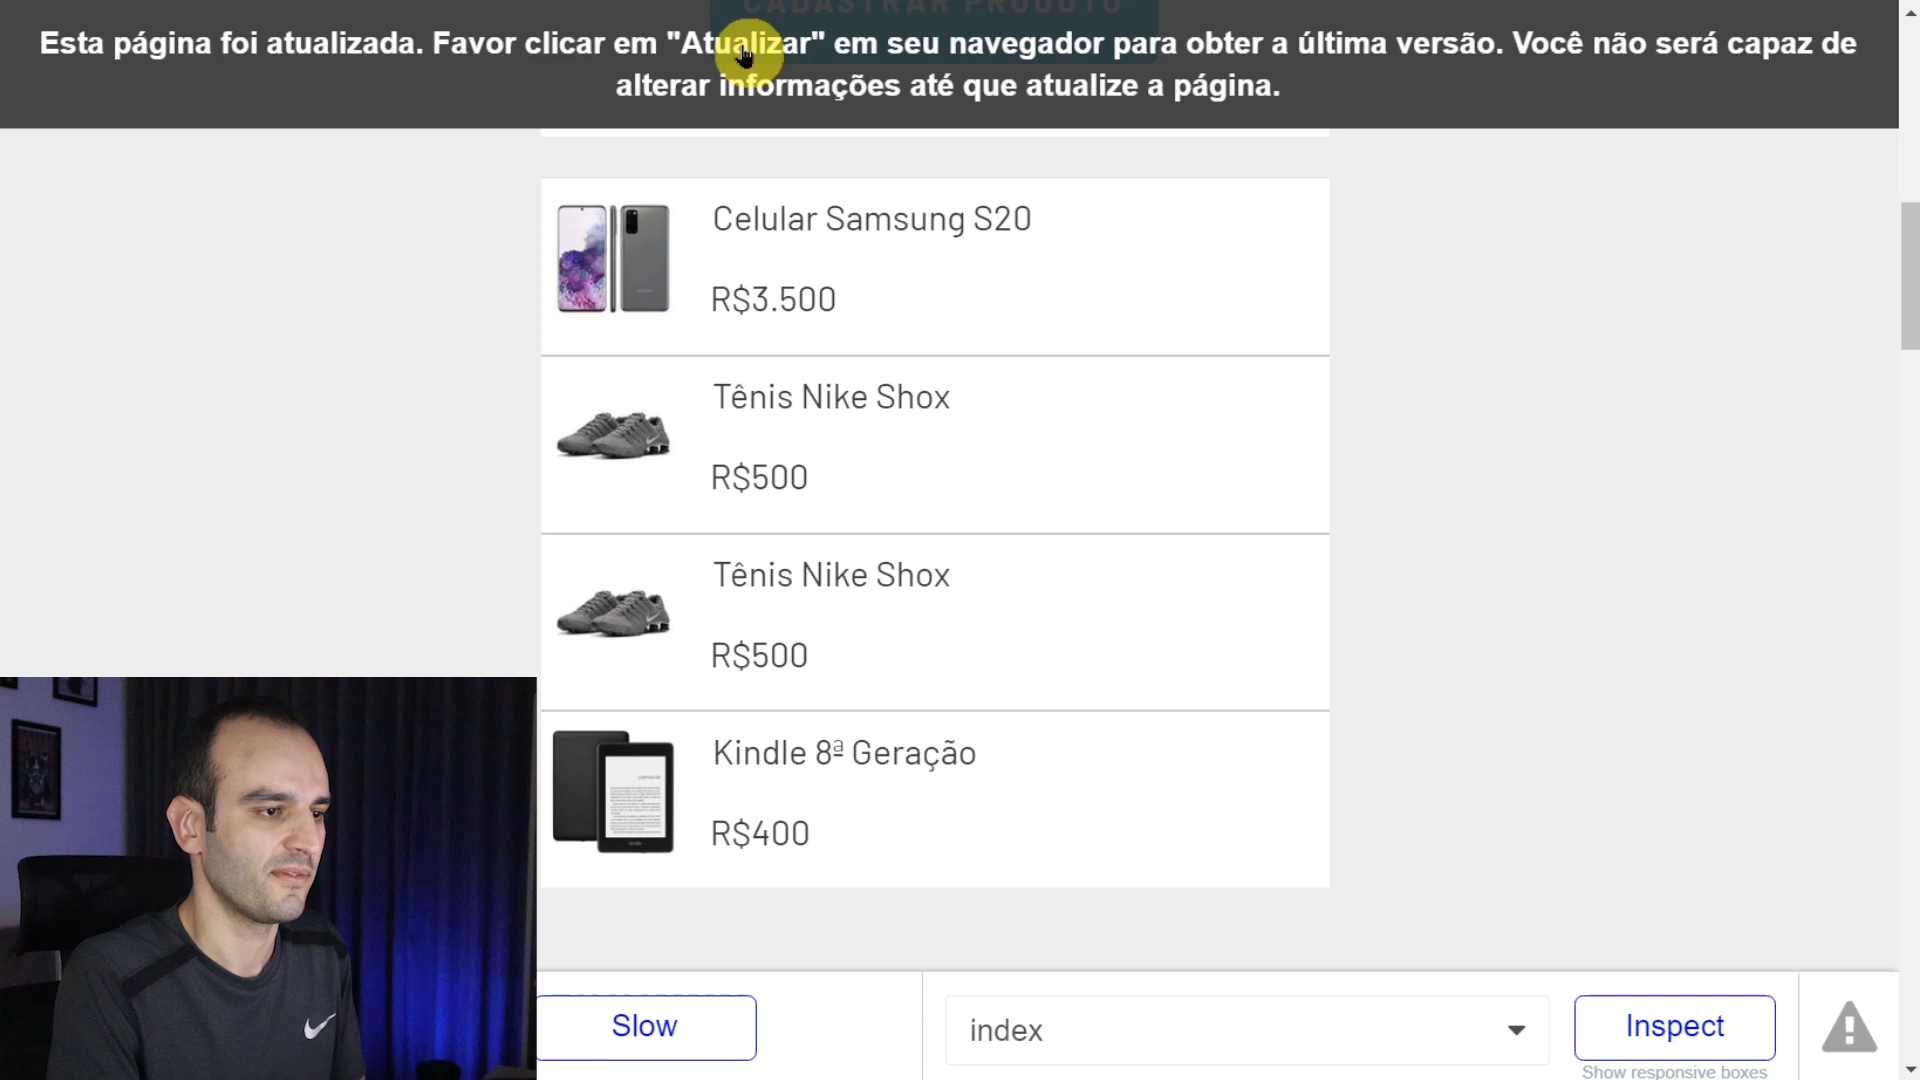 CADASTRAR PRODUTO
Esta página foi atualizada. Favor clicar em "Atualizar" em seu navegador para obter a última versão. Você não será capaz de
alterar informações até que atualize a página.
Celular Samsung S20
R$3.500
Tênis Nike Shox
R$500
Tênis Nike Shox
R$500
Kindle 8ª Geração
R$400
Slow
index
Inspect
Show responsive boxes